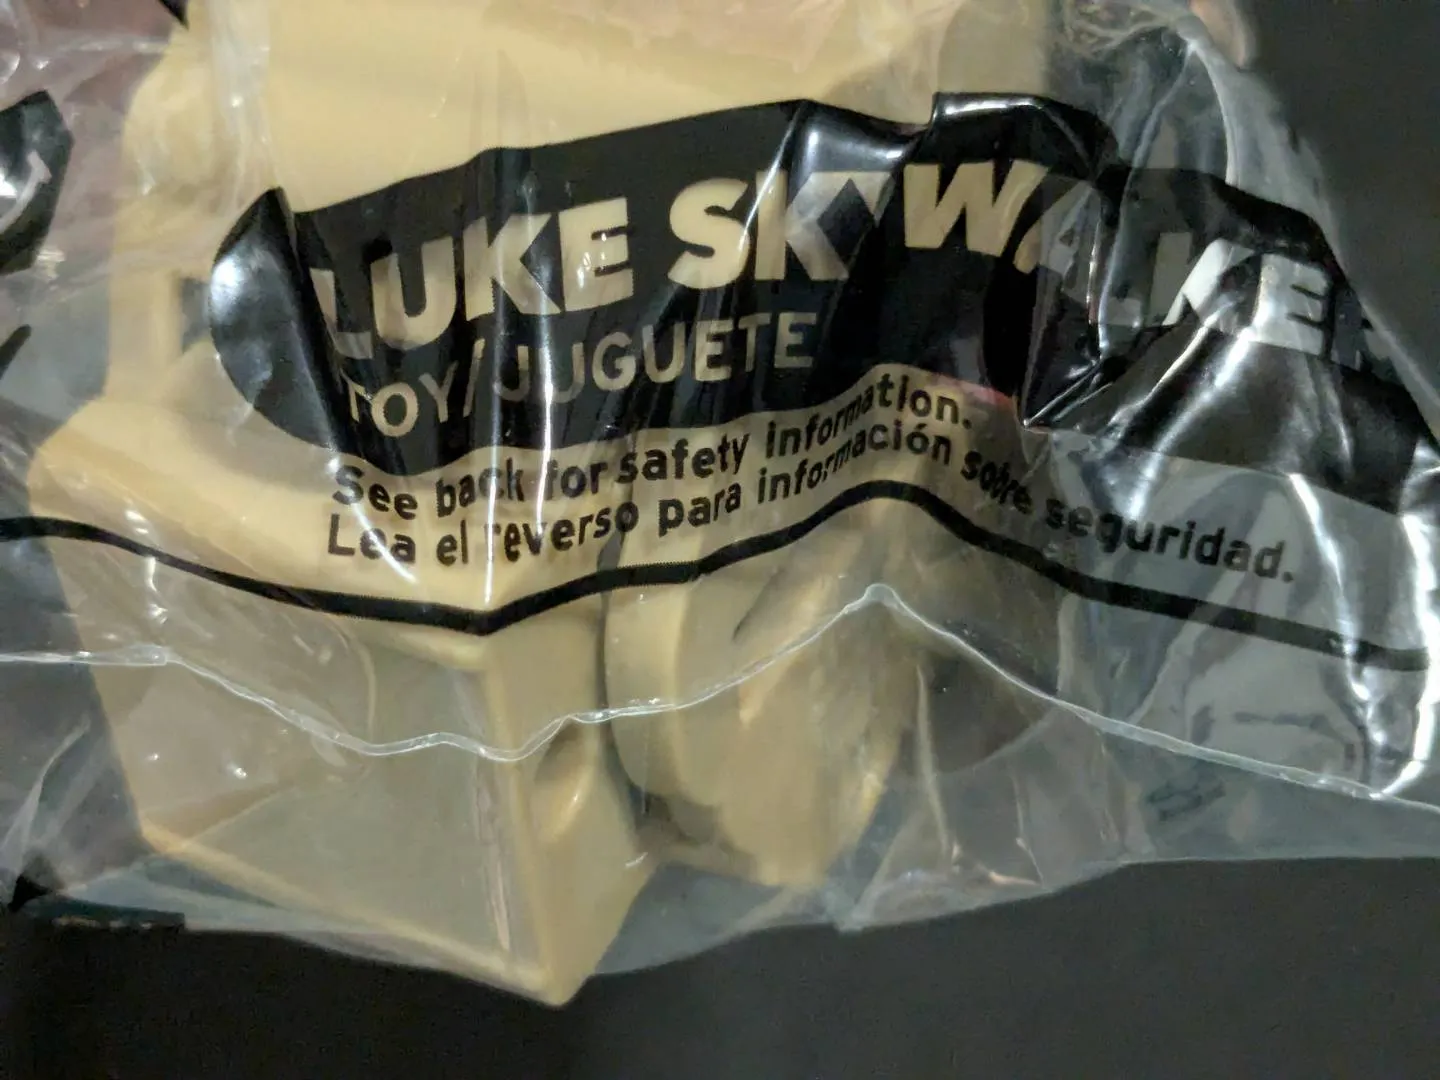 LUKE SKYWALKER
TOY/JUGUETE
See back for safety information.
Lea el reverso para información sobre seguridad.